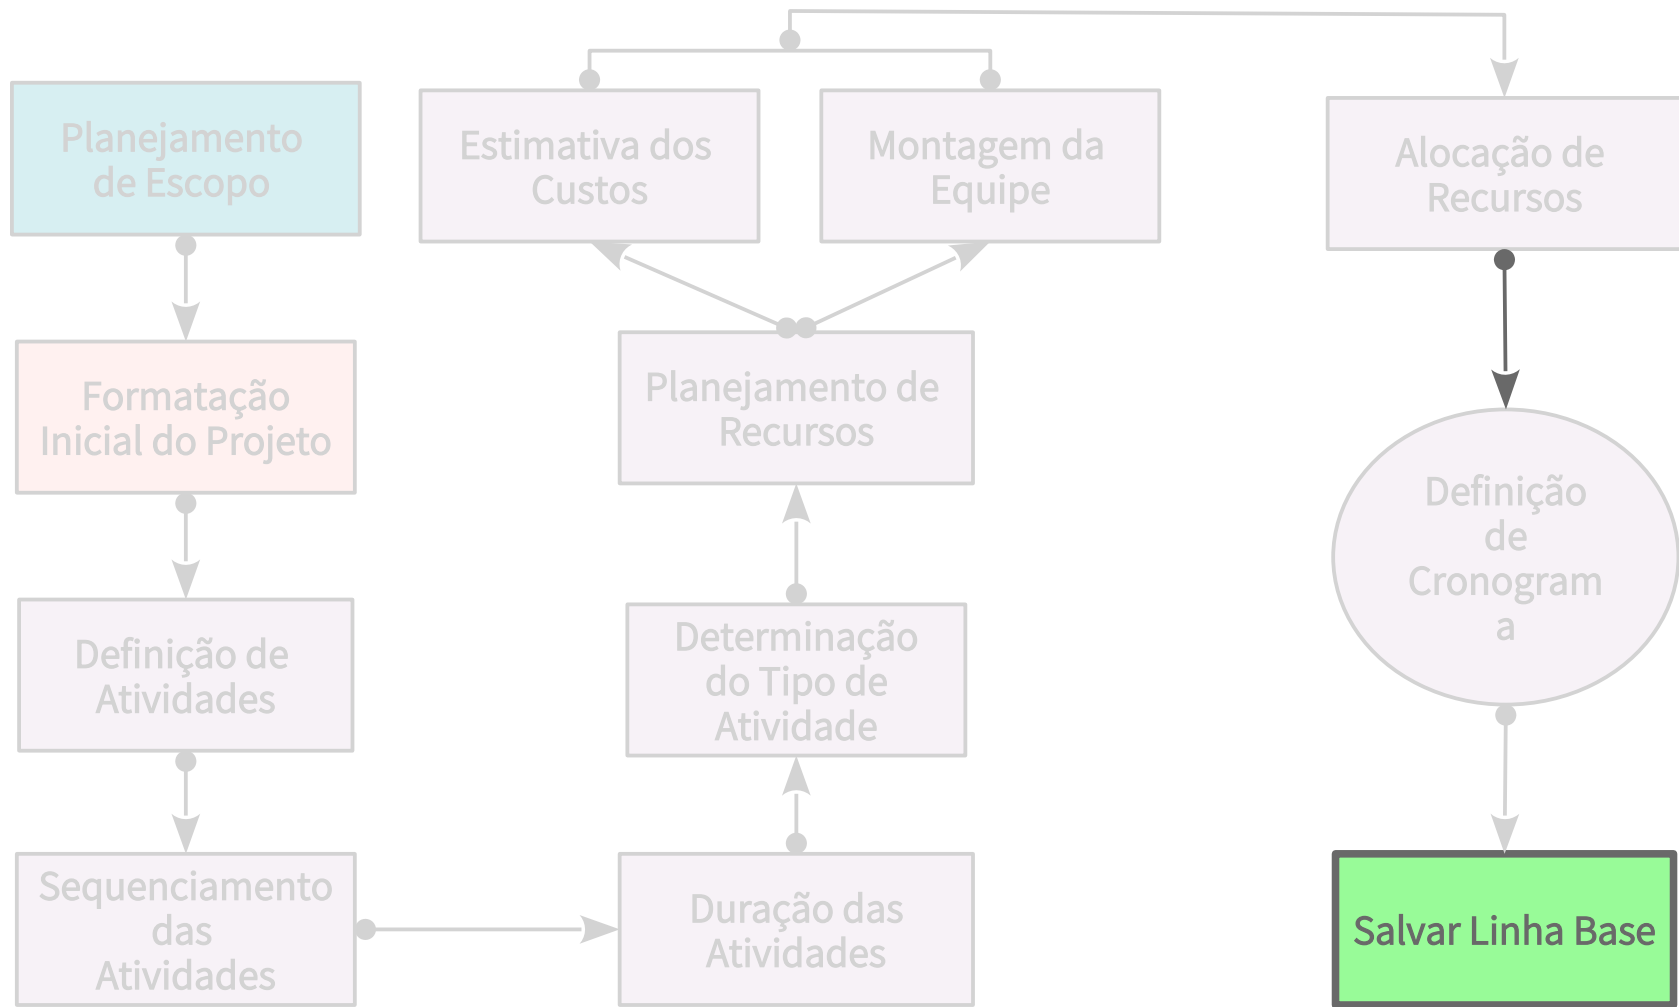 Planejamento
de Escopo
Estimativa dos
Custos
Montagem da
Equipe
Alocação de
Recursos
Formatação
Inicial do Projeto
Planejamento de
Recursos
Definição
de
Cronogram
a
Definição de
Atividades
Determinação
do Tipo de
Atividade
Sequenciamento
das
Atividades
Duração das
Atividades
Salvar Linha Base